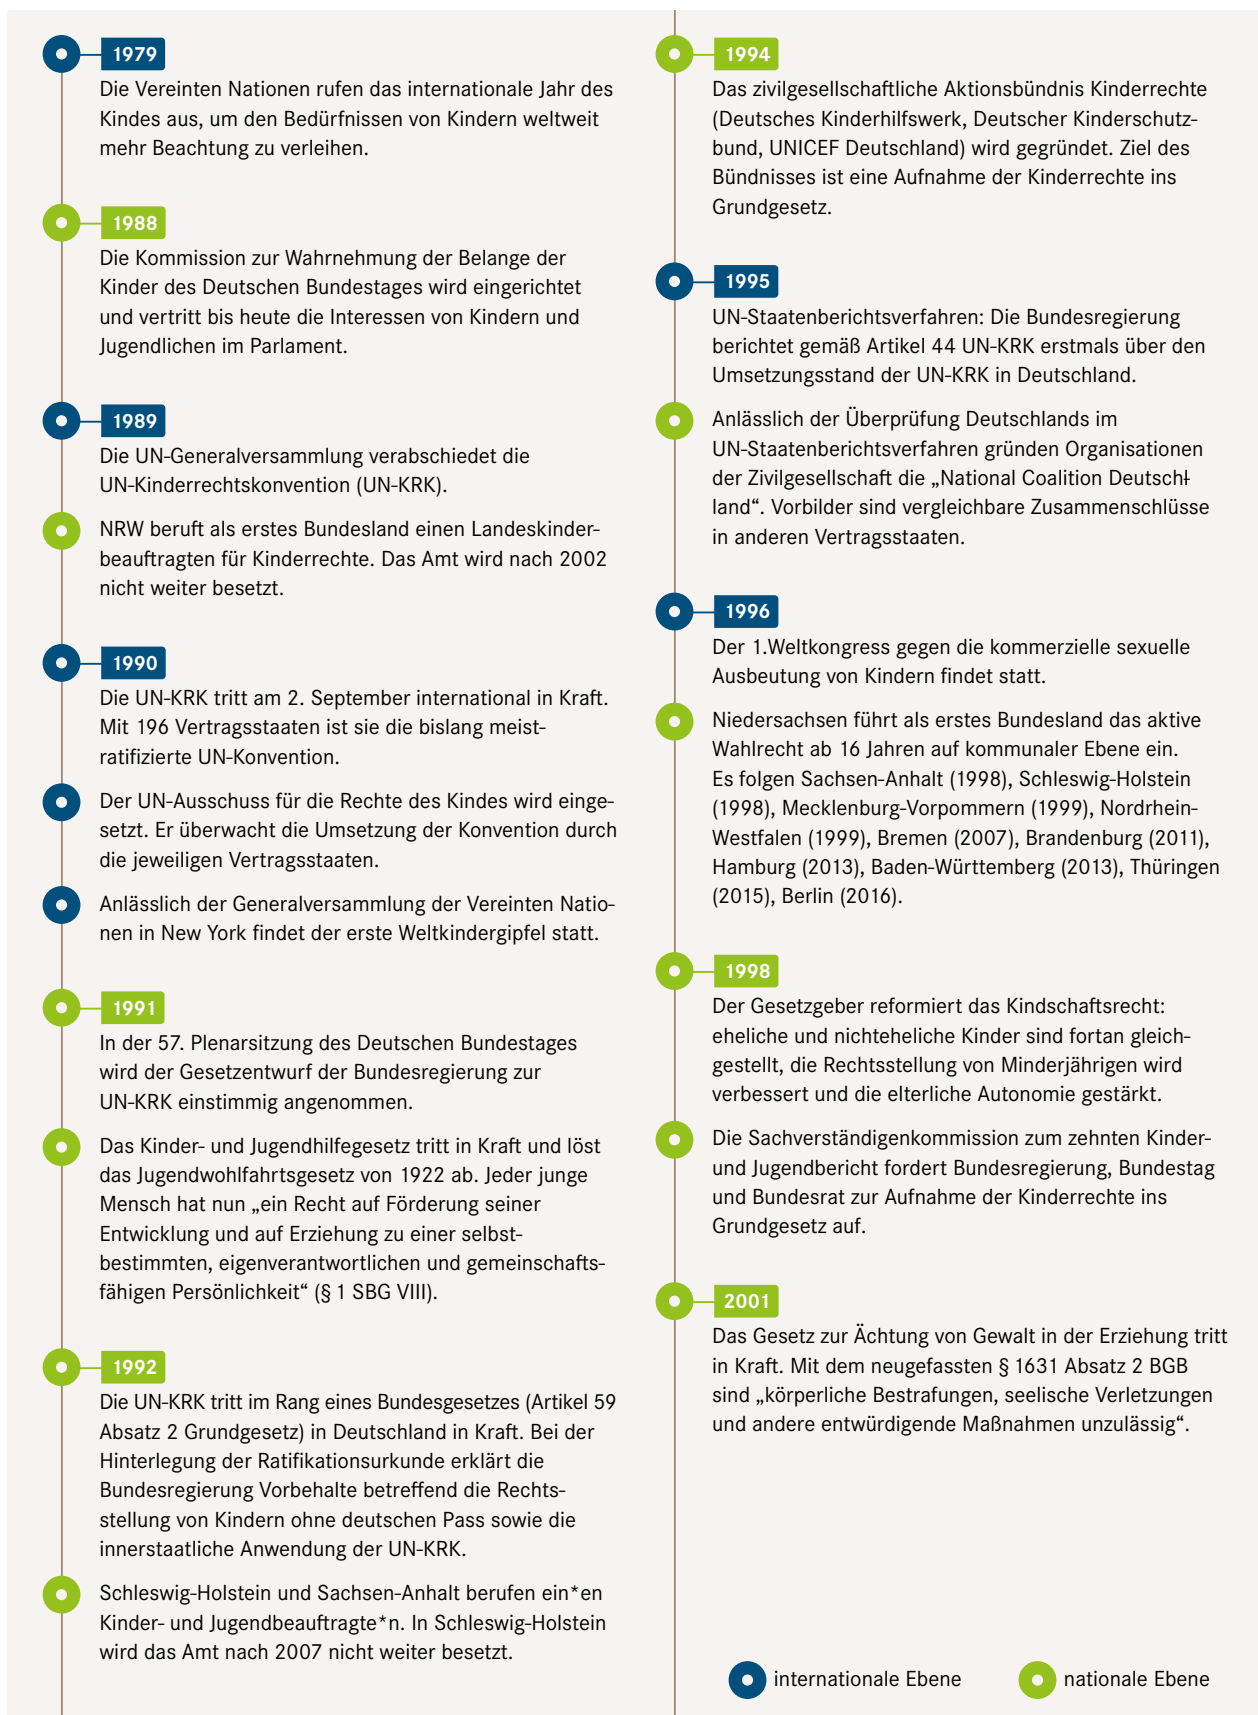 1979
Die Vereinten Nationen rufen das internationale Jahr des
Kindes aus, um den Bedürfnissen von Kindern weltweit
mehr Beachtung zu verleihen.
1988
Die Kommission zur Wahrnehmung der Belange der
Kinder des Deutschen Bundestages wird eingerichtet
und vertritt bis heute die Interessen von Kindern und
Jugendlichen im Parlament.
1989
Die UN-Generalversammlung verabschiedet die
UN-Kinderrechtskonvention (UN-KRK).
NRW beruft als erstes Bundesland einen Landeskinder-
beauftragten für Kinderrechte. Das Amt wird nach 2002
nicht weiter besetzt.
1990
Die UN-KRK tritt am 2. September international in Kraft.
Mit 196 Vertragsstaaten ist sie die bislang meist-
ratifizierte UN-Konvention.
Der UN-Ausschuss für die Rechte des Kindes wird einge-
setzt. Er überwacht die Umsetzung der Konvention durch
die jeweiligen Vertragsstaaten.
Anlässlich der Generalversammlung der Vereinten Natio-
nen in New York findet der erste Weltkindergipfel statt.
1991
In der 57. Plenarsitzung des Deutschen Bundestages
wird der Gesetzentwurf der Bundesregierung zur
UN-KRK einstimmig angenommen.
Das Kinder- und Jugendhilfegesetz tritt in Kraft und löst
das Jugendwohlfahrtsgesetz von 1922 ab. Jeder junge
Mensch hat nun „ein Recht auf Förderung seiner
Entwicklung und auf Erziehung zu einer selbst-
bestimmten, eigenverantwortlichen und gemeinschafts-
fähigen Persönlichkeit“ (§ 1 SBG VIII).
1992
Die UN-KRK tritt im Rang eines Bundesgesetzes (Artikel 59
Absatz 2 Grundgesetz) in Deutschland in Kraft. Bei der
Hinterlegung der Ratifikationsurkunde erklärt die
Bundesregierung Vorbehalte betreffend die Rechts-
stellung von Kindern ohne deutschen Pass sowie die
innerstaatliche Anwendung der UN-KRK.
Schleswig-Holstein und Sachsen-Anhalt berufen ein*en
Kinder- und Jugendbeauftragte*n. In Schleswig-Holstein
wird das Amt nach 2007 nicht weiter besetzt.
1994
Das zivilgesellschaftliche Aktionsbündnis Kinderrechte
(Deutsches Kinderhilfswerk, Deutscher Kinderschutz-
bund, UNICEF Deutschland) wird gegründet. Ziel des
Bündnisses ist eine Aufnahme der Kinderrechte ins
Grundgesetz.
1995
UN-Staatenberichtsverfahren: Die Bundesregierung
berichtet gemäß Artikel 44 UN-KRK erstmals über den
Umsetzungsstand der UN-KRK in Deutschland.
Anlässlich der Überprüfung Deutschlands im
UN-Staatenberichtsverfahren gründen Organisationen
der Zivilgesellschaft die „National Coalition Deutsch-
land“. Vorbilder sind vergleichbare Zusammenschlüsse
in anderen Vertragsstaaten.
1996
Der 1.Weltkongress gegen die kommerzielle sexuelle
Ausbeutung von Kindern findet statt.
Niedersachsen führt als erstes Bundesland das aktive
Wahlrecht ab 16 Jahren auf kommunaler Ebene ein.
Es folgen Sachsen-Anhalt (1998), Schleswig-Holstein
(1998), Mecklenburg-Vorpommern (1999), Nordrhein-
Westfalen (1999), Bremen (2007), Brandenburg (2011),
Hamburg (2013), Baden-Württemberg (2013), Thüringen
(2015), Berlin (2016).
1998
Der Gesetzgeber reformiert das Kindschaftsrecht:
eheliche und nichteheliche Kinder sind fortan gleich-
gestellt, die Rechtsstellung von Minderjährigen wird
verbessert und die elterliche Autonomie gestärkt.
Die Sachverständigenkommission zum zehnten Kinder-
und Jugendbericht fordert Bundesregierung, Bundestag
und Bundesrat zur Aufnahme der Kinderrechte ins
Grundgesetz auf.
2001
Das Gesetz zur Ächtung von Gewalt in der Erziehung tritt
in Kraft. Mit dem neugefassten § 1631 Absatz 2 BGB
sind „körperliche Bestrafungen, seelische Verletzungen
und andere entwürdigende Maßnahmen unzulässig“.
internationale Ebene
nationale Ebene